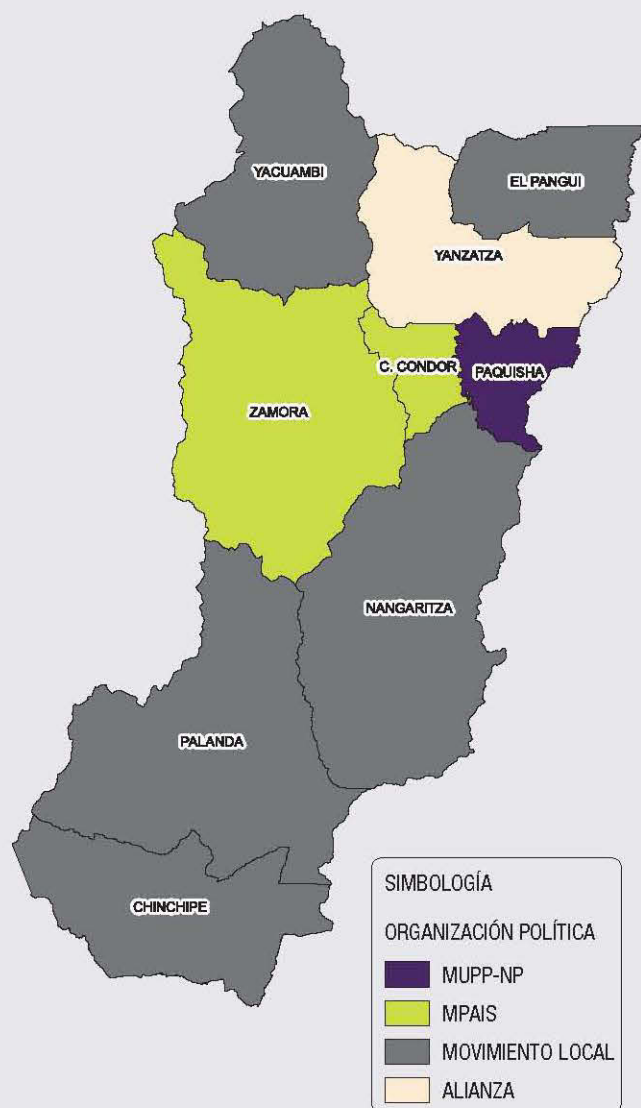 YACUAMBI
EL PANGUI
YANZATZA
C. CONDOR
PAQUISHA
ZAMORA
NANGARITZA
PALANDA
CHINCHIPE
SIMBOLOGÍA
ORGANIZACIÓN POLÍTICA
MUPP-NP
MPAIS
MOVIMIENTO LOCAL
ALIANZA